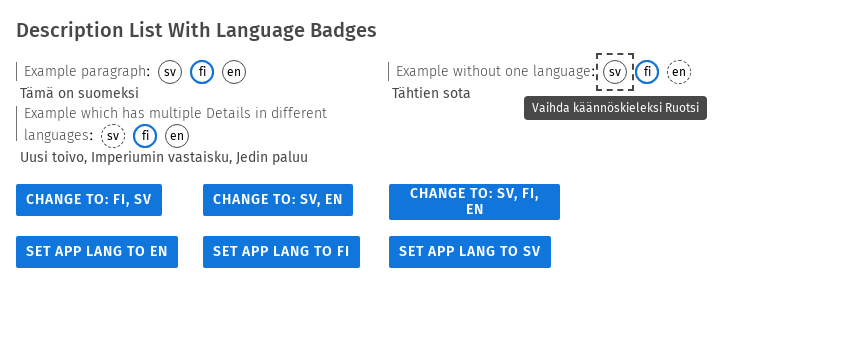 Description List With Language Badges
Example paragraph: sv fi en
Tämä on suomeksi
Example without one language: sv fi en
Tähtien sota
Vaihda käännöskieleksi Ruotsi
Example which has multiple Details in different
languages: sv fi en
Uusi toivo, Imperiumin vastaisku, Jedin paluu
CHANGE TO: FI, SV
CHANGE TO: SV, EN
CHANGE TO: SV, FI,
EN
SET APP LANG TO EN
SET APP LANG TO FI
SET APP LANG TO SV